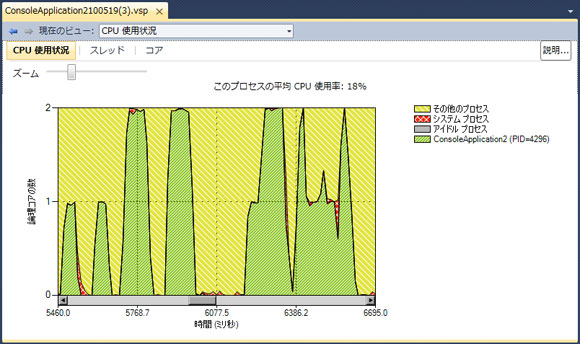 ConsoleApplication2100519(3).vsp
現在のビュー: CPU 使用状況
CPU 使用状況 スレッド コア 説明...
ズーム
このプロセスの平均 CPU 使用率: 18%
その他のプロセス
システム プロセス
アイドル プロセス
ConsoleApplication2 (PID=4296)
論理コアの数
2
1
0
5460.0 5768.7 6077.5 6386.2 6695.0
時間 (ミリ秒)